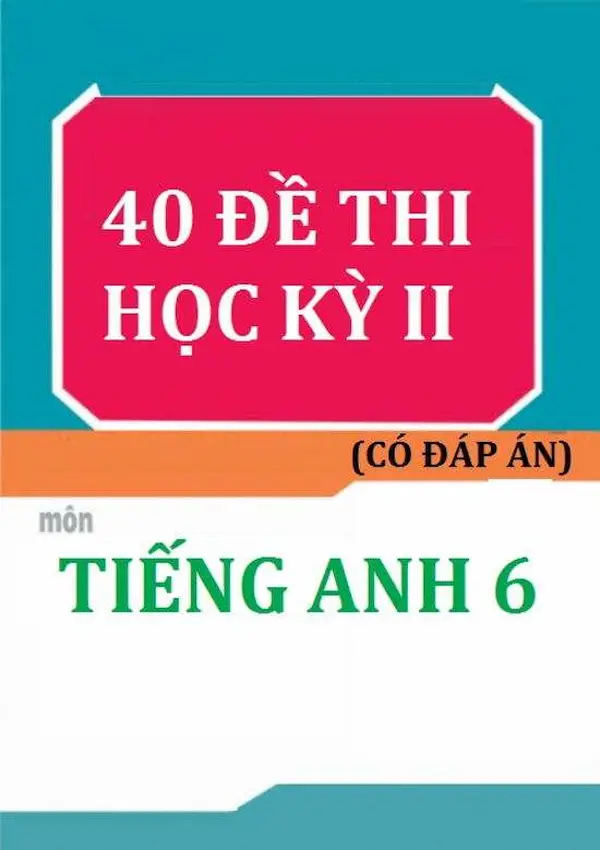 40 ĐỀ THI
HỌC KỲ II
(CÓ ĐÁP ÁN)
môn
TIẾNG ANH 6